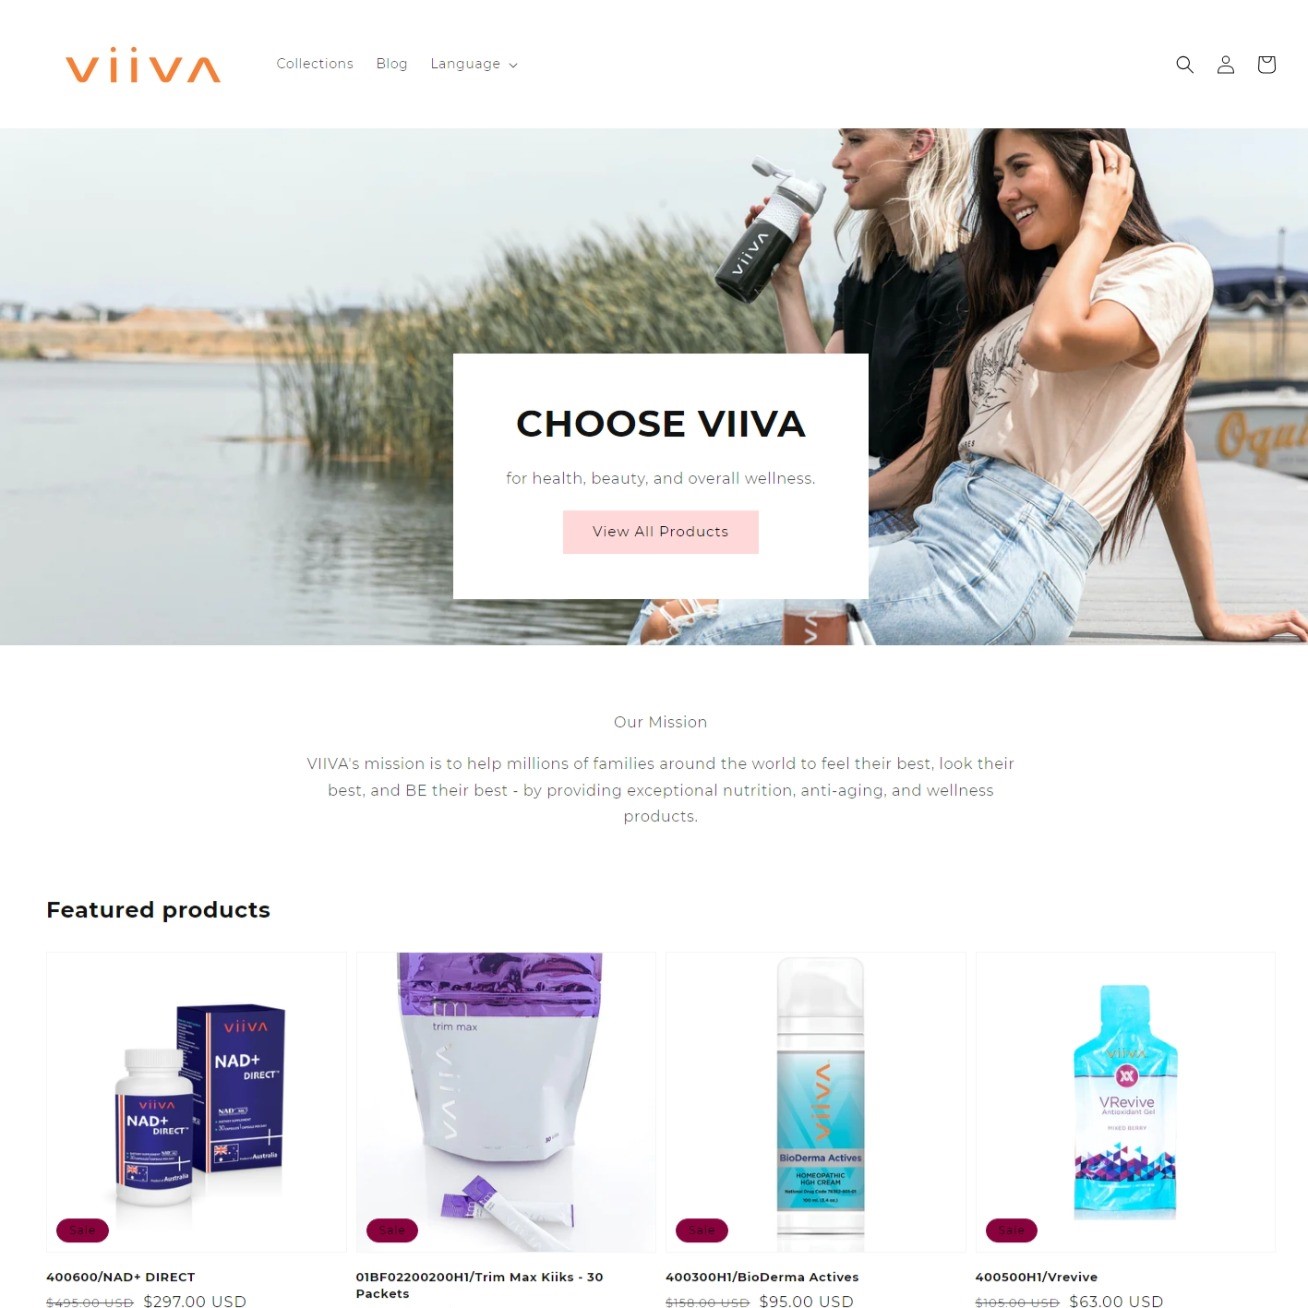 viiva
Collections Blog Language
VIIVA
Oqui
CHOOSE VIIVA
for health, beauty, and overall wellness.
View All Products
Our Mission
VIIVA's mission is to help millions of families around the world to feel their best, look their
best, and BE their best - by providing exceptional nutrition, anti-aging, and wellness
products.
Featured products
viiva
NAD+
DIRECT™
viiva
NAD+
DIRECT™
Australia
Australia
trim max
VIIVA
30
VIIVA
BioDerma Actives
HOMEOPATHIC
HGH CREAM
VIIVA
VRevive
Antioxidant Gel
MIXED BERRY
Sale
Sale
Sale
Sale
400600/NAD+ DIRECT
$495.00 USD $297.00 USD
01BF02200200H1/Trim Max Kiiks - 30
Packets
400300H1/BioDerma Actives
$158.00 USD $95.00 USD
400500H1/Vrevive
$105.00 USD $63.00 USD